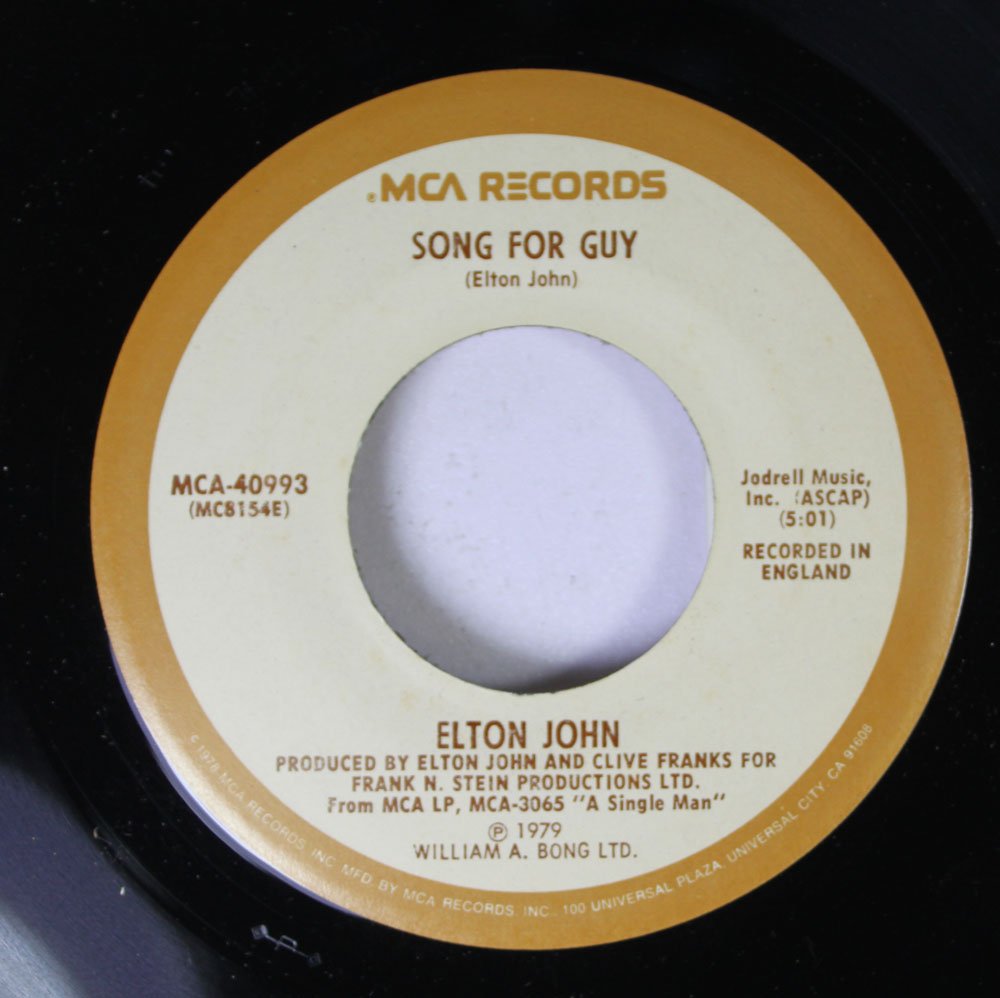 MCA RECORDS
SONG FOR GUY
(Elton John)
MCA-40993
(MC8154E)
Jodrell Music,
Inc. (ASCAP)
(5:01)
RECORDED IN
ENGLAND
ELTON JOHN
PRODUCED BY ELTON JOHN AND CLIVE FRANKS FOR
FRANK N. STEIN PRODUCTIONS LTD.
From MCA LP, MCA-3065 "A Single Man"
℗ 1979
WILLIAM A. BONG LTD.
© 1978 MCA RECORDS, INC. MFD. BY MCA RECORDS, INC., 100 UNIVERSAL PLAZA, UNIVERSAL CITY, CA 91608